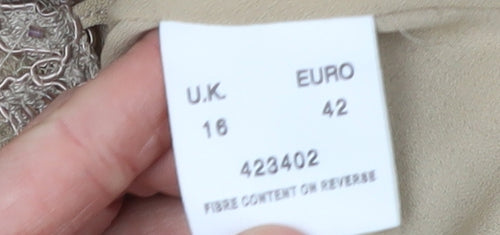 U.K. EURO
16 42
423402
FIBRE CONTENT ON REVERSE